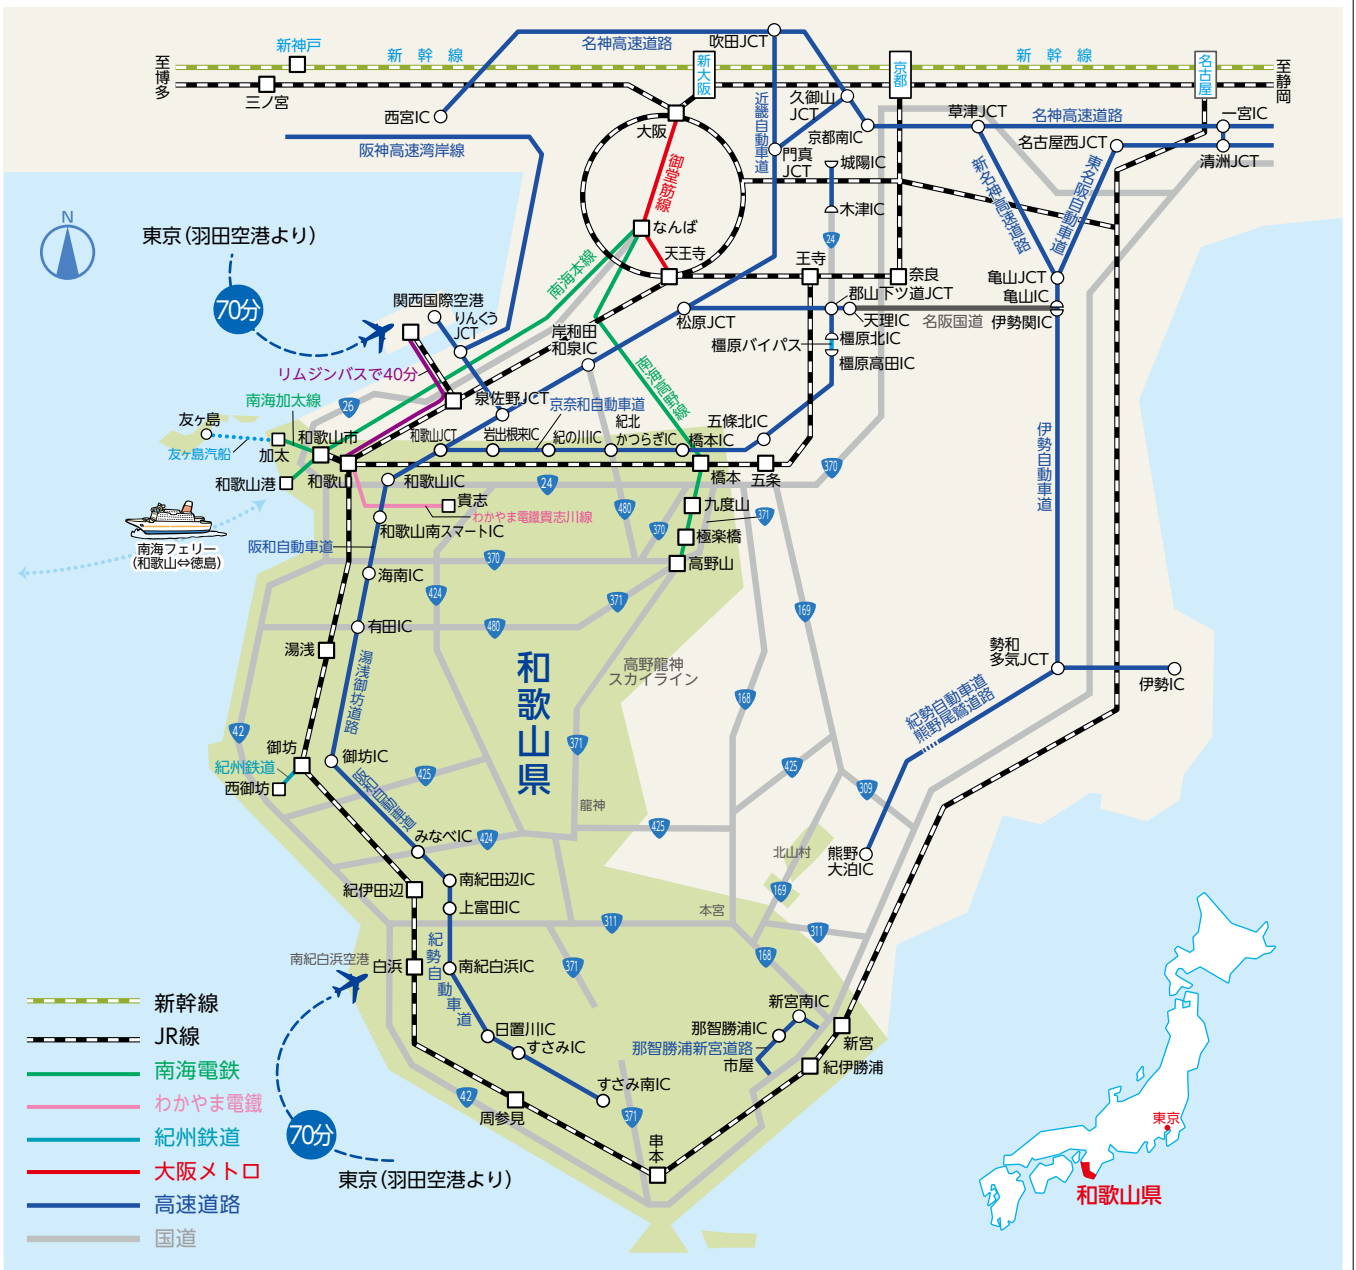 名神高速道路
吹田JCT
新神戸
新幹線
新大阪
京都
新幹線
名古屋
至博多
至静岡
三ノ宮
西宮IC
大阪
近畿自動車道
久御山
JCT
京都南IC
草津JCT
名神高速道路
一宮IC
阪神高速湾岸線
御堂筋線
門真
JCT
城陽IC
名古屋西JCT
清洲JCT
新名神高速道路
東名阪自動車道
N
東京(羽田空港より)
70分
なんば
木津IC
24
天王寺
王寺
奈良
南海本線
亀山JCT
関西国際空港
りんくう
JCT
郡山下ツ道JCT
亀山IC
松原JCT
天理IC
名阪国道
伊勢関IC
岸和田
和泉IC
橿原バイパス
橿原北IC
橿原高田IC
リムジンバスで40分
南海高野線
南海加太線
26
泉佐野JCT
京奈和自動車道
友ヶ島
和歌山市
和歌山JCT
岩出根来IC
紀の川IC
紀北
かつらぎIC
橋本IC
五條北IC
伊勢自動車道
友ヶ島汽船
加太
和歌山
橋本
五条
370
和歌山港
和歌山IC
24
貴志
わかやま電鐵貴志川線
480
370
九度山
371
和歌山南スマートIC
極楽橋
南海フェリー
(和歌山⇔徳島)
阪和自動車道
370
高野山
海南IC
424
371
169
有田IC
480
湯浅
湯浅御坊道路
和歌山県
高野龍神
スカイライン
勢和
多気JCT
伊勢IC
168
紀勢自動車道
熊野尾鷲道路
42
371
御坊
御坊IC
紀州鉄道
425
425
西御坊
阪和自動車道
309
龍神
みなべIC
424
425
北山村
熊野
大泊IC
紀伊田辺
南紀田辺IC
169
上富田IC
本宮
311
311
紀勢自動車道
南紀白浜空港
白浜
南紀白浜IC
371
168
新宮南IC
日置川IC
那智勝浦IC
すさみIC
那智勝浦新宮道路
新宮
市屋
紀伊勝浦
すさみ南IC
42
371
周参見
串本
70分
東京(羽田空港より)
新幹線
JR線
南海電鉄
わかやま電鐵
紀州鉄道
大阪メトロ
高速道路
国道
東京
和歌山県